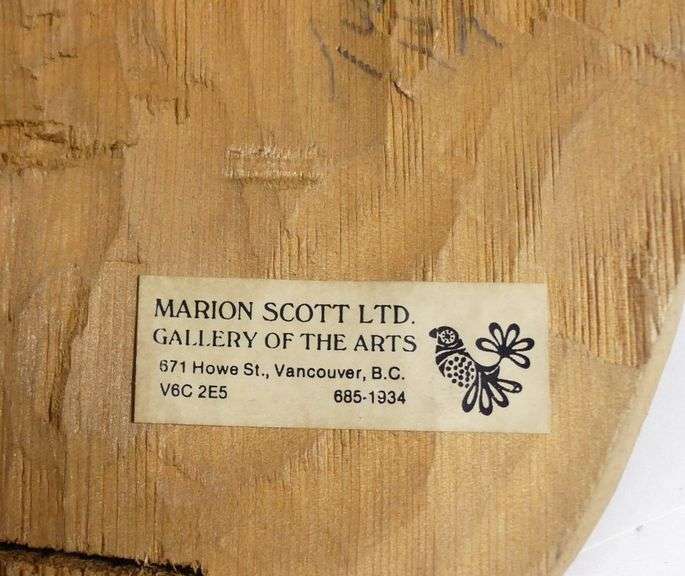 MARION SCOTT LTD.
GALLERY OF THE ARTS
671 Howe St., Vancouver, B.C.
V6C 2E5 685-1934